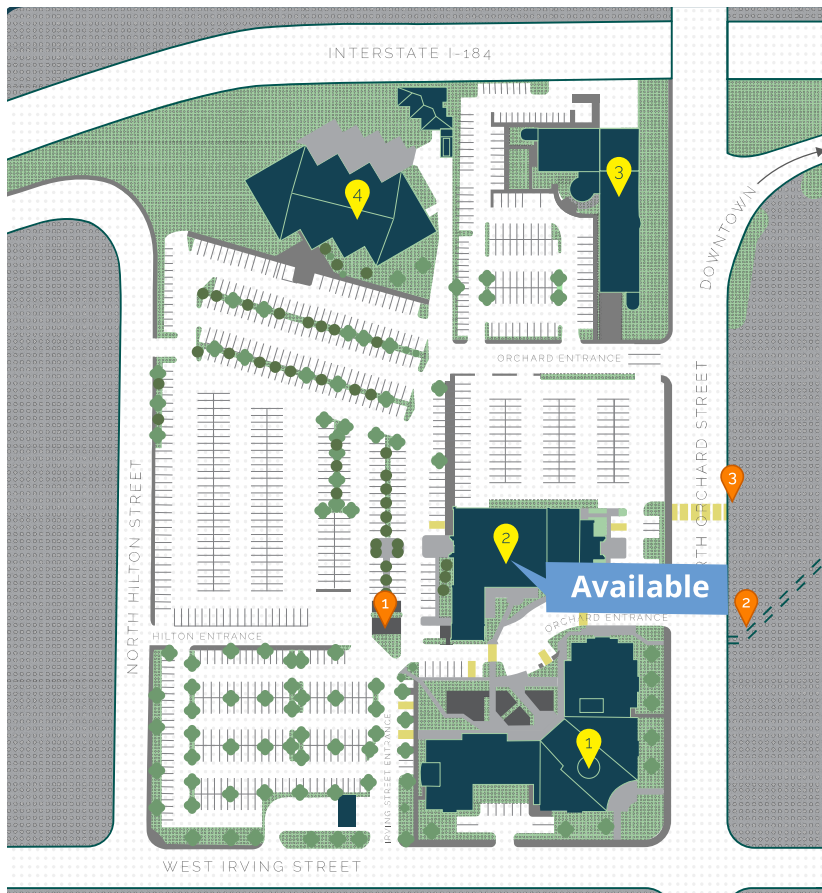 INTERSTATE I-184
4
3
DOWNTOWN
ORCHARD ENTRANCE
NORTH HILTON STREET
ORCHARD STREET
3
2
Available
1
2
HILTON ENTRANCE
ORCHARD ENTRANCE
1
IRVING STREET ENTRANCE
WEST IRVING STREET